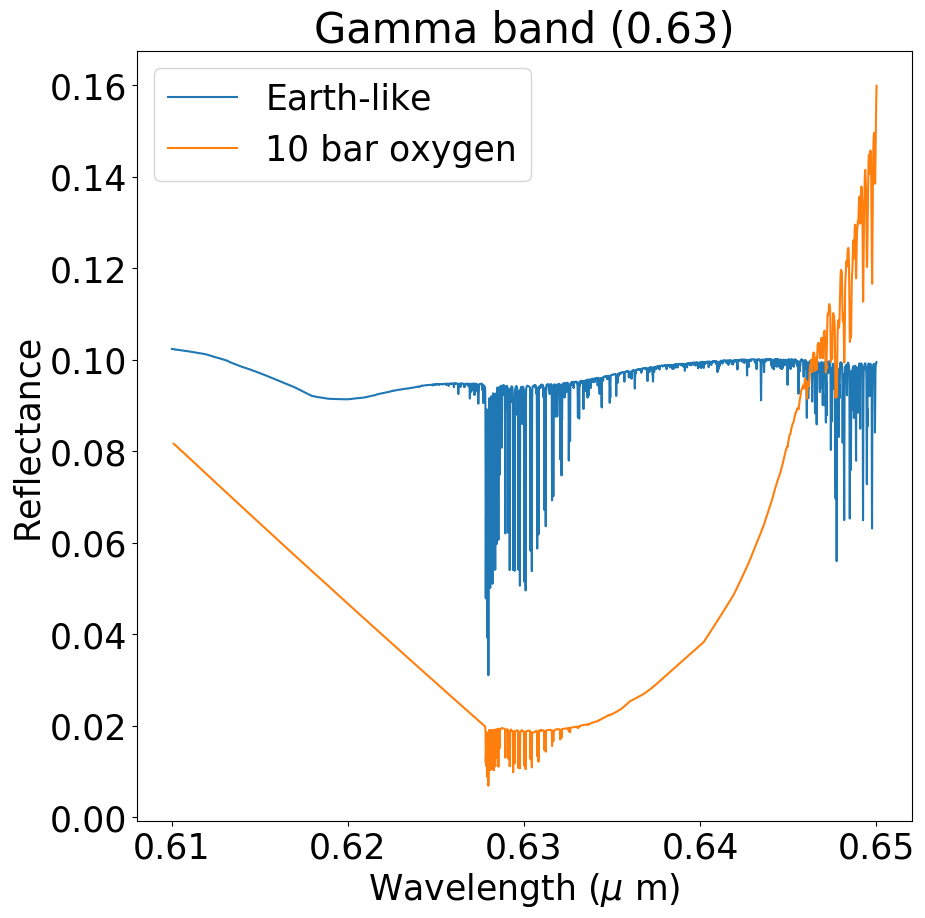 Gamma band (0.63)
Earth-like
10 bar oxygen
Reflectance
0.16
0.14
0.12
0.10
0.08
0.06
0.04
0.02
0.00
0.61 0.62 0.63 0.64 0.65
Wavelength (μ m)